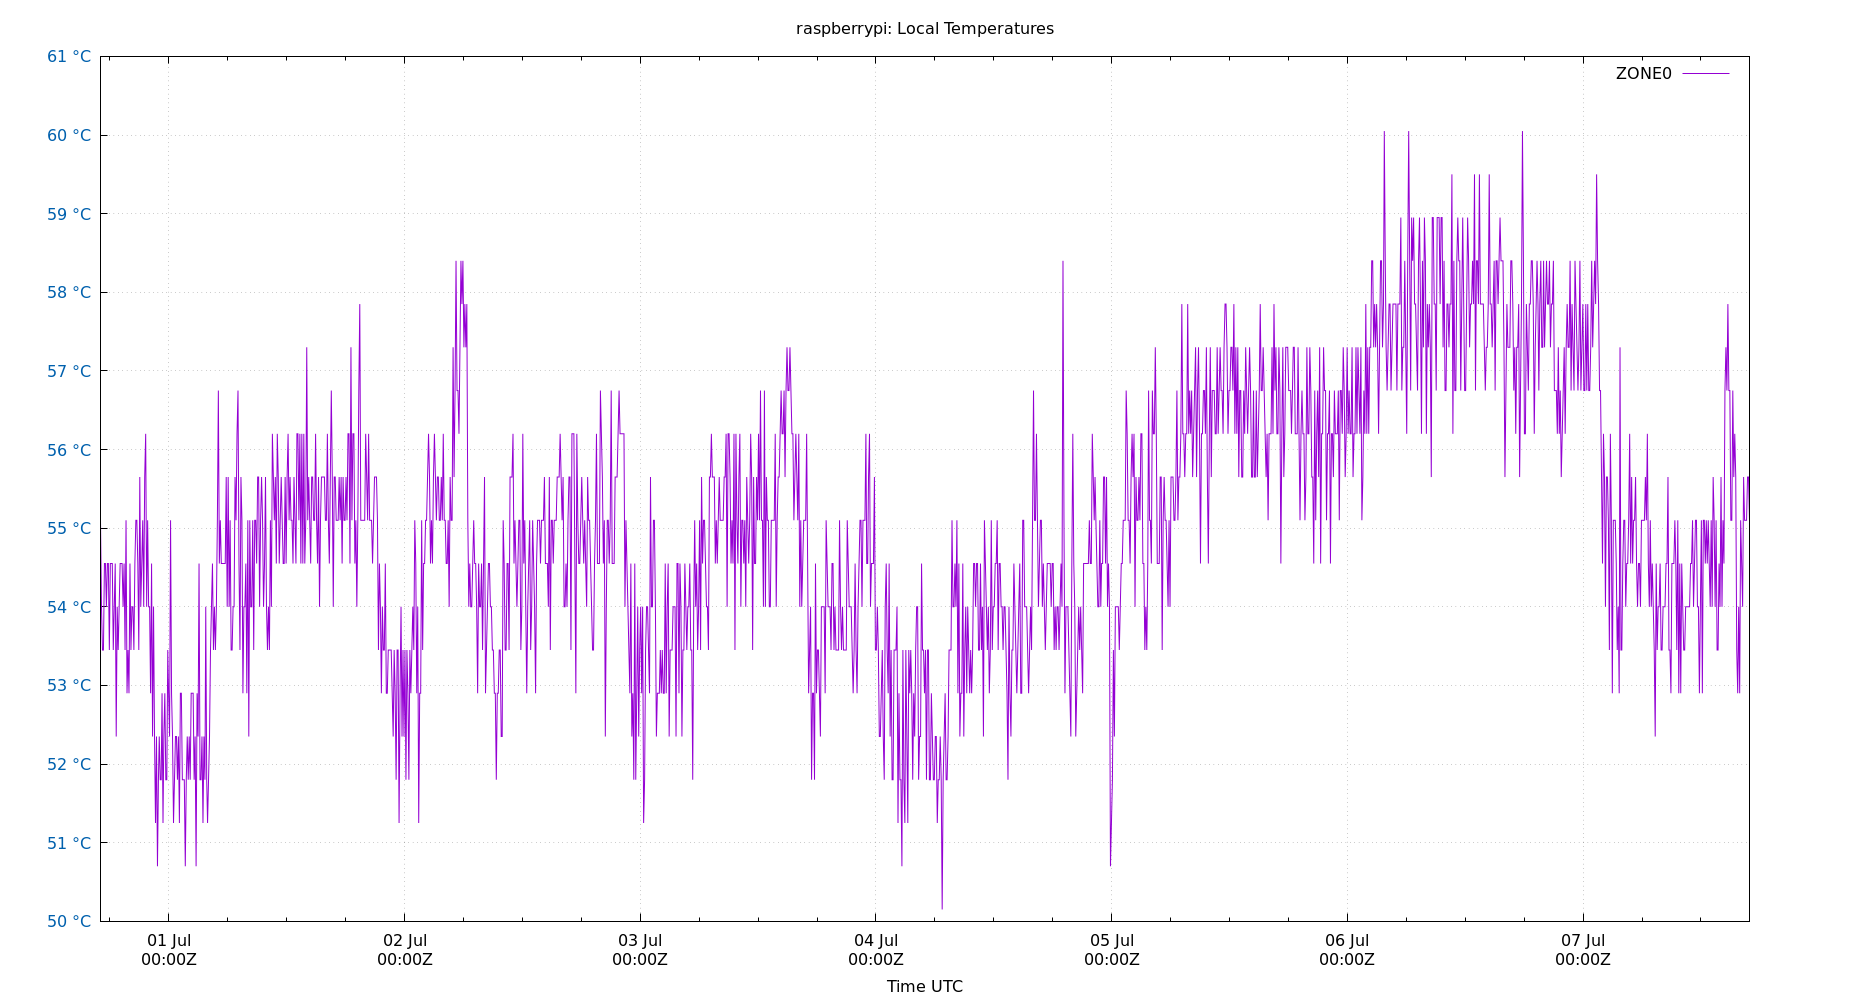 raspberrypi: Local Temperatures
61 °C
ZONE0
60 °C
59 °C
58 °C
57 °C
56 °C
55 °C
54 °C
53 °C
52 °C
51 °C
50 °C
01 Jul 02 Jul 03 Jul 04 Jul 05 Jul 06 Jul 07 Jul
00:00Z 00:00Z 00:00Z 00:00Z 00:00Z 00:00Z 00:00Z
Time UTC